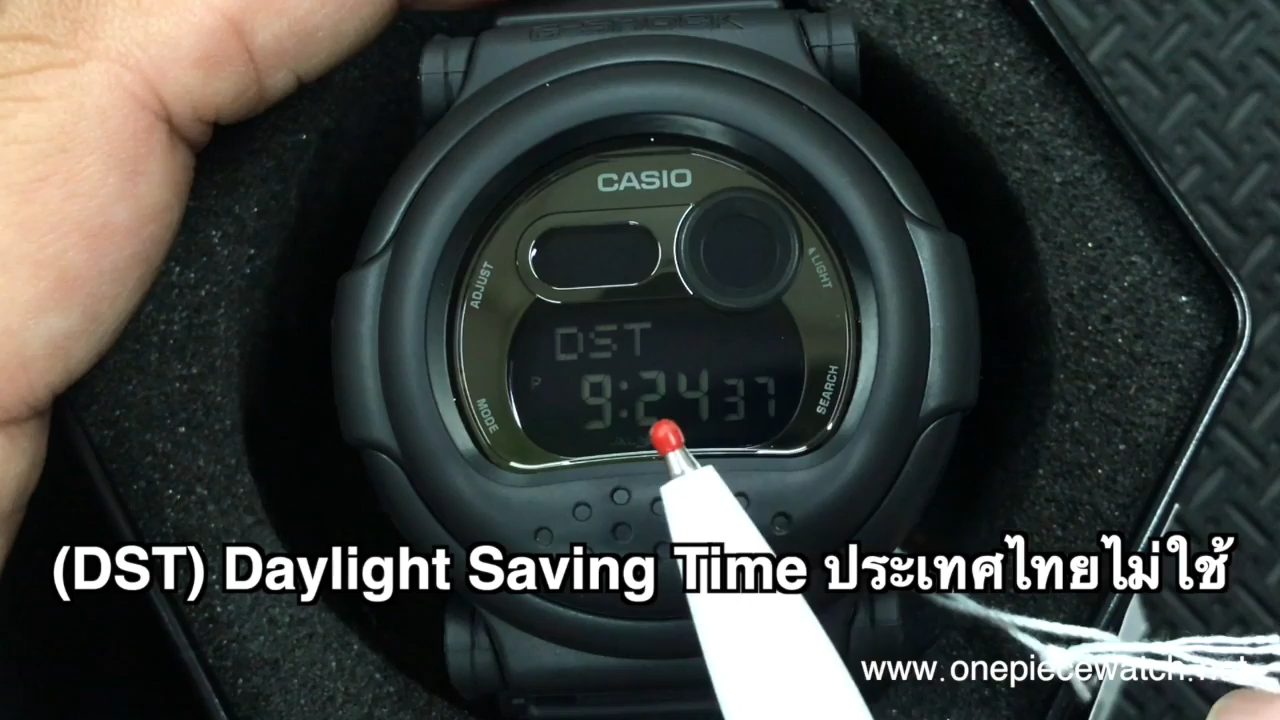 G-SHOCK
CASIO
ADJUST
LIGHT
MODE
SEARCH
DST
P 9:24 37
(DST) Daylight Saving Time ประเทศไทยไม่ใช้
www.onepiecewatch.net